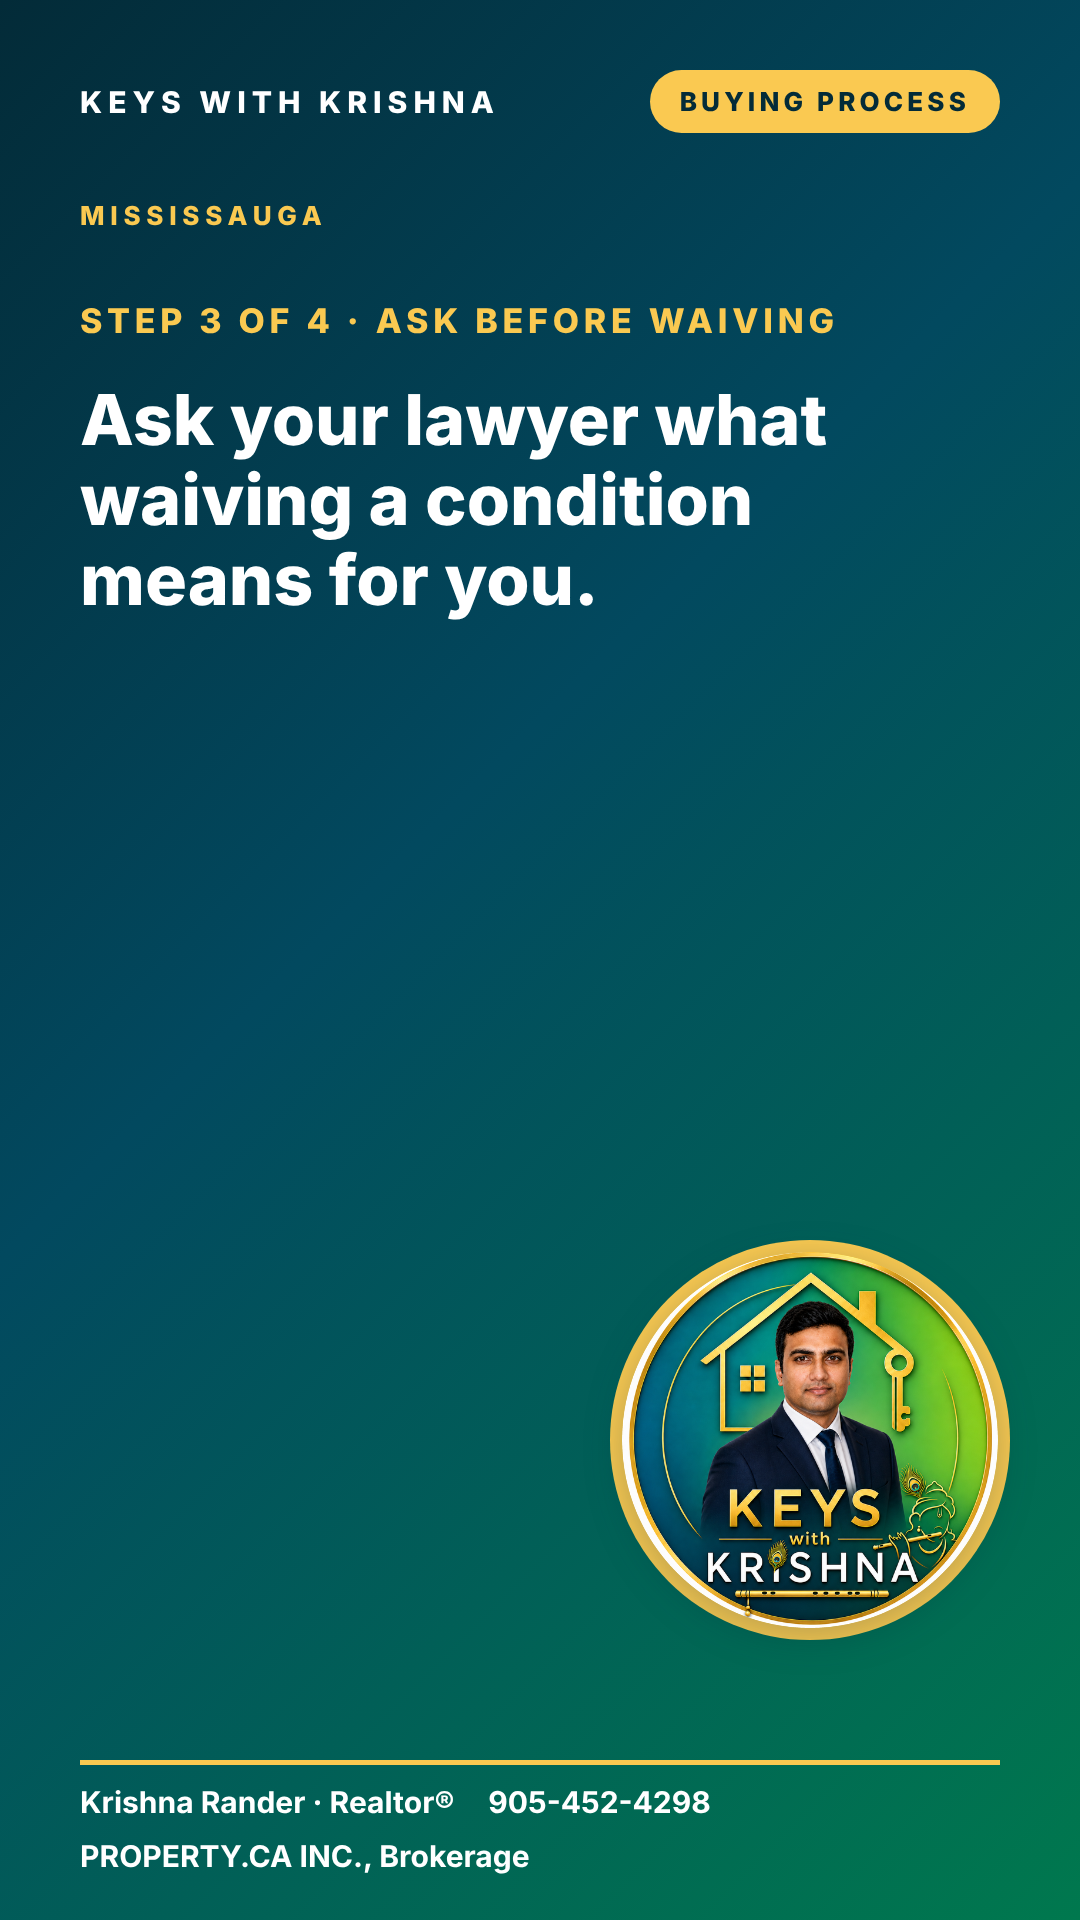 KEYS WITH KRISHNA
BUYING PROCESS
MISSISSAUGA
STEP 3 OF 4 · ASK BEFORE WAIVING
Ask your lawyer what
waiving a condition
means for you.
KEYS
with
KRISHNA
Krishna Rander · Realtor® 905-452-4298
PROPERTY.CA INC., Brokerage